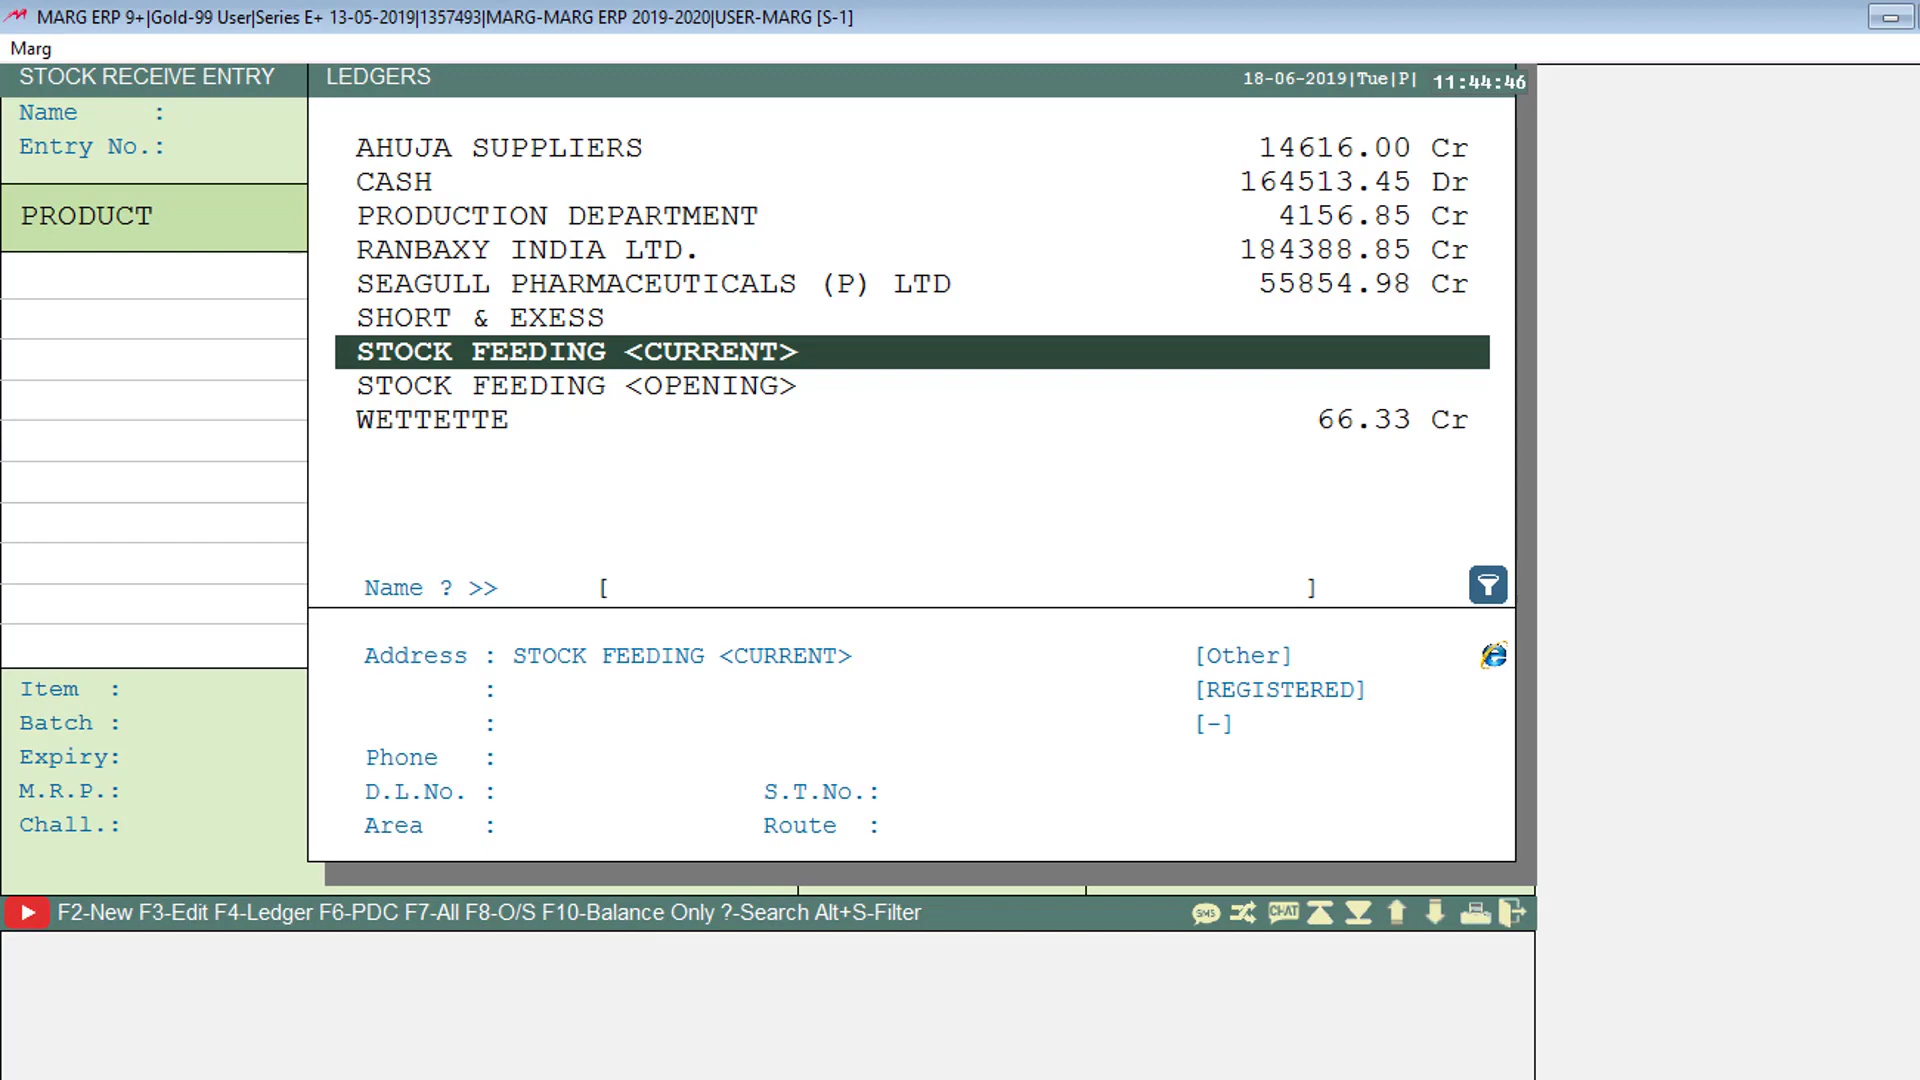 MARG ERP 9+|Gold-99 User|Series E+ 13-05-2019|1357493|MARG-MARG ERP 2019-2020|USER-MARG [S-1]
Marg
STOCK RECEIVE ENTRY
LEDGERS
18-06-2019|Tue|P|
11:44:46
Name :
Entry No.:
PRODUCT
AHUJA SUPPLIERS 14616.00 Cr
CASH 164513.45 Dr
PRODUCTION DEPARTMENT 4156.85 Cr
RANBAXY INDIA LTD. 184388.85 Cr
SEAGULL PHARMACEUTICALS (P) LTD 55854.98 Cr
SHORT & EXESS
STOCK FEEDING <CURRENT>
STOCK FEEDING <OPENING>
WETTETTE 66.33 Cr
Name ? >> [ ]
Address : STOCK FEEDING <CURRENT> [Other]
: [REGISTERED]
: [-]
Phone :
D.L.No. : S.T.No.:
Area : Route :
Item :
Batch :
Expiry:
M.R.P.:
Chall.:
F2-New F3-Edit F4-Ledger F6-PDC F7-All F8-O/S F10-Balance Only ?-Search Alt+S-Filter
SMS
CHAT